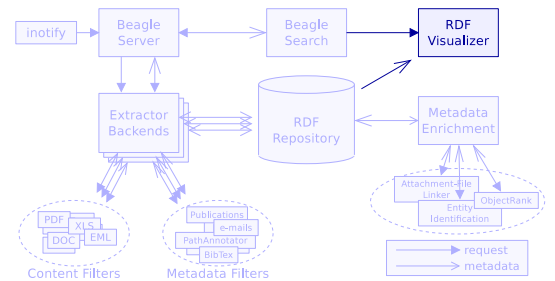 inotify
Beagle
Server
Beagle
Search
RDF
Visualizer
Extractor
Backends
RDF
Repository
Metadata
Enrichment
Attachment-File
Linker
ObjectRank
Entity
Identification
PDF
XLS
DOC
EML
Content Filters
Publications
e-mails
PathAnnotator
BibTex
Metadata Filters
request
metadata